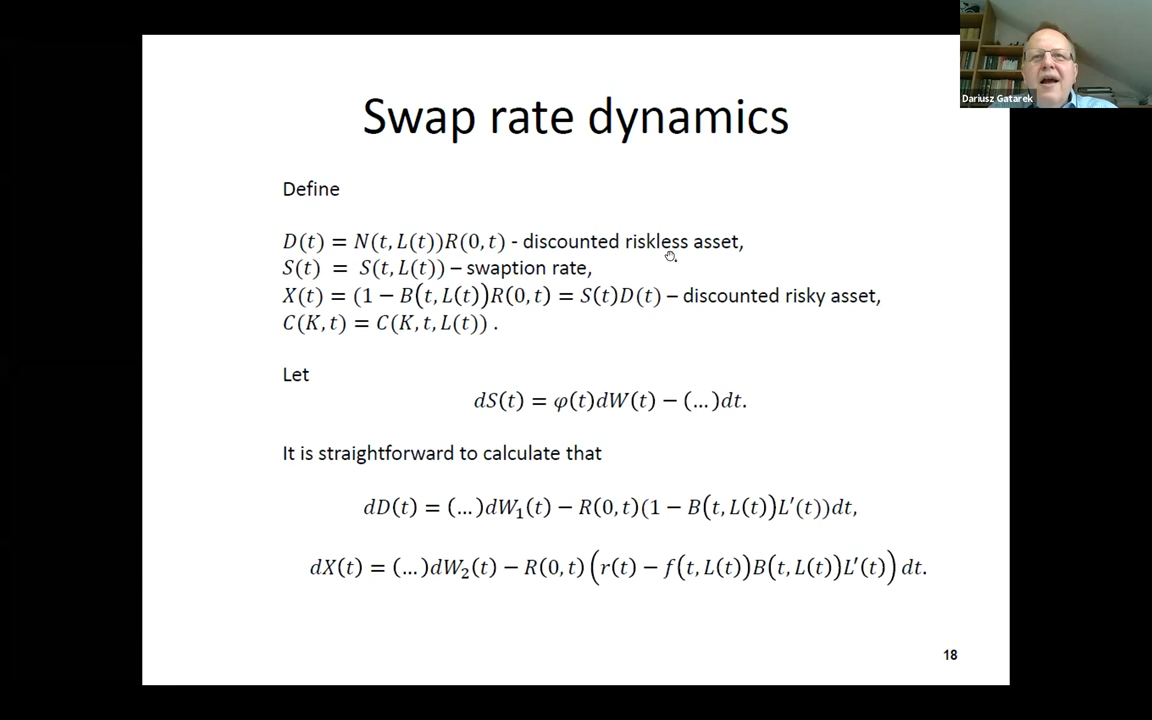 Dariusz Gatarek
Swap rate dynamics
Define
D(t) = N(t, L(t))R(0, t) - discounted riskless asset,
S(t) = S(t, L(t)) – swaption rate,
X(t) = (1 − B(t, L(t))R(0, t) = S(t)D(t) – discounted risky asset,
C(K, t) = C(K, t, L(t)) .
Let
dS(t) = φ(t)dW(t) − (…)dt.
It is straightforward to calculate that
dD(t) = (…)dW₁(t) − R(0, t)(1 − B(t, L(t))L′(t))dt,
dX(t) = (…)dW₂(t) − R(0, t)(r(t) − f(t, L(t))B(t, L(t))L′(t)) dt.
18